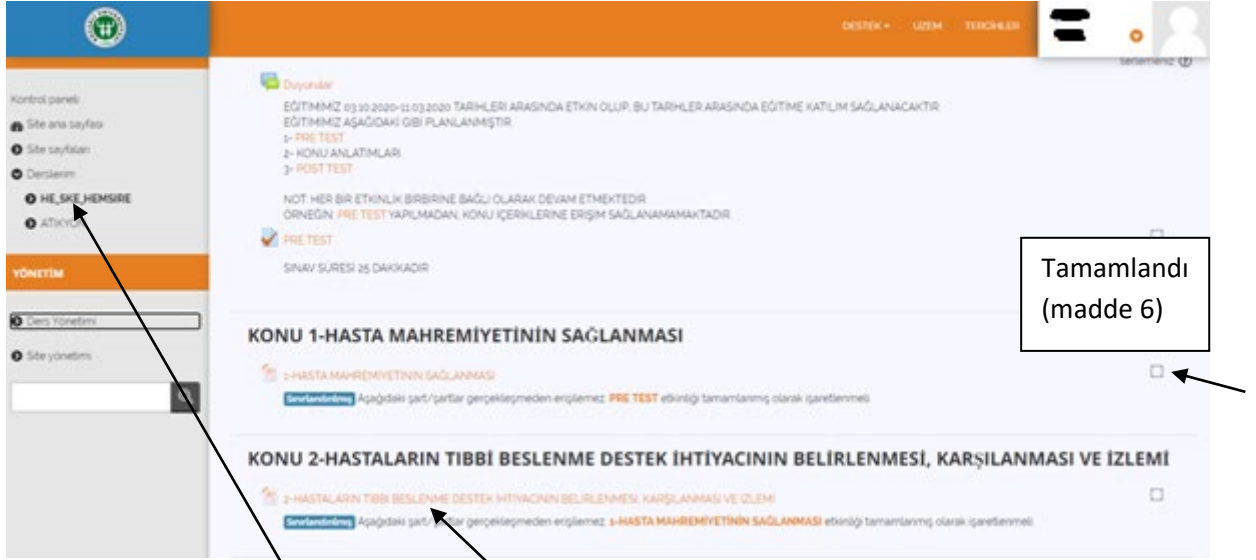 DESTEK UZEM TERCİHLER
ilerlemeniz
Kontrol paneli
Site ana sayfası
Site sayfaları
Derslerim
HE_SKE_HEMSIRE
YÖNETİM
Ders Yönetimi
Site yönetimi
Duyurular
EĞİTİMİMİZ 03.10.2020-11.03.2020 TARİHLERİ ARASINDA ETKİN OLUP, BU TARİHLER ARASINDA EĞİTİME KATILIM SAĞLANACAKTIR
EĞİTİMİMİZ AŞAĞIDAKİ GİBİ PLANLANMIŞTIR
1- PRE TEST
2- KONU ANLATIMLARI
3- POST TEST
NOT: HER BİR ETKİNLİK BİRBİRİNE BAĞLI OLARAK DEVAM ETMEKTEDİR
ÖRNEĞİN: PRE TEST YAPILMADAN; KONU İÇERİKLERİNE ERİŞİM SAĞLANAMAMAKTADIR
PRE TEST
SINAV SÜRESİ 25 DAKİKADIR
Tamamlandı
(madde 6)
KONU 1-HASTA MAHREMİYETİNİN SAĞLANMASI
1-HASTA MAHREMİYETİNİN SAĞLANMASI
Sınırlandırılmış Aşağıdaki şart/şartlar gerçekleşmeden erişilemez: PRE TEST etkinliği tamamlanmış olarak işaretlenmeli
KONU 2-HASTALARIN TIBBİ BESLENME DESTEK İHTİYACININ BELİRLENMESİ, KARŞILANMASI VE İZLEMİ
2-HASTALARIN TIBBİ BESLENME DESTEK İHTİYACININ BELİRLENMESİ, KARŞILANMASI VE İZLEMİ
Sınırlandırılmış Aşağıdaki şart/şartlar gerçekleşmeden erişilemez: 1-HASTA MAHREMİYETİNİN SAĞLANMASI etkinliği tamamlanmış olarak işaretlenmeli